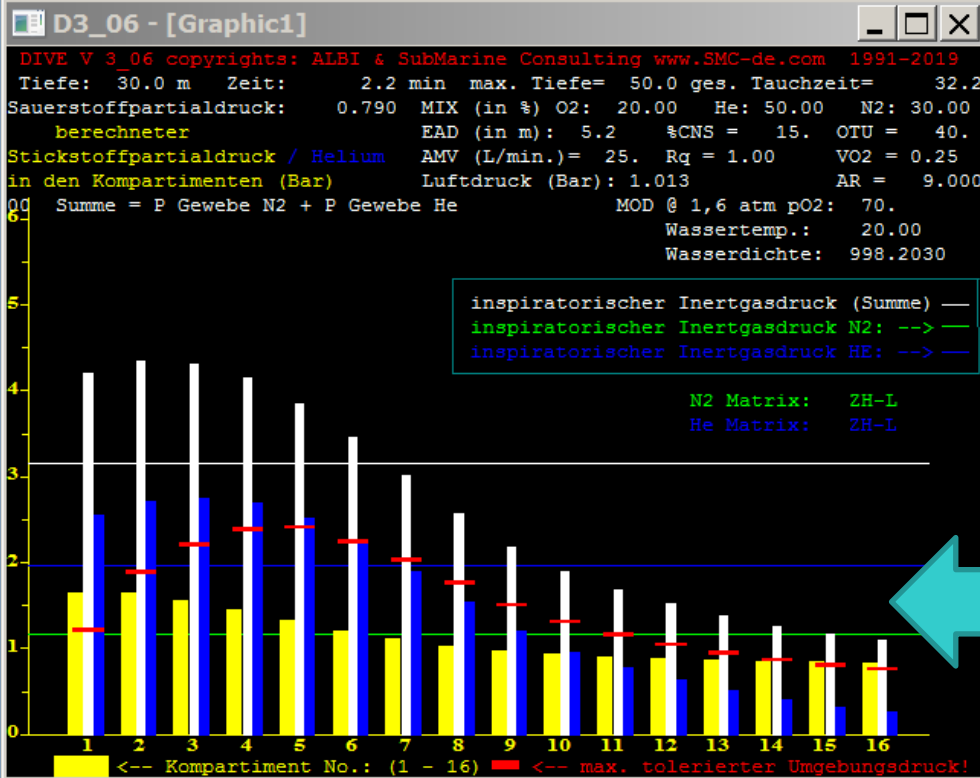 D3_06 - [Graphic1]
DIVE V 3_06 copyrights: ALBI & SubMarine Consulting www.SMC-de.com 1991-2019
Tiefe: 30.0 m Zeit: 2.2 min max. Tiefe= 50.0 ges. Tauchzeit= 32.2
Sauerstoffpartialdruck: 0.790 MIX (in %) O2: 20.00 He: 50.00 N2: 30.00
berechneter EAD (in m): 5.2 %CNS = 15. OTU = 40.
Stickstoffpartialdruck / Helium AMV (L/min.)= 25. Rq = 1.00 VO2 = 0.25
in den Kompartimenten (Bar) Luftdruck (Bar): 1.013 AR = 9.000
00 Summe = P Gewebe N2 + P Gewebe He MOD @ 1,6 atm pO2: 70.
6
Wassertemp.: 20.00
Wasserdichte: 998.2030
inspiratorischer Inertgasdruck (Summe)
5
inspiratorischer Inertgasdruck N2: -->
inspiratorischer Inertgasdruck HE: -->
4
N2 Matrix: ZH-L
He Matrix: ZH-L
3
2
1
0
1 2 3 4 5 6 7 8 9 10 11 12 13 14 15 16
<-- Kompartiment No.: (1 - 16) <-- max. tolerierter Umgebungsdruck!